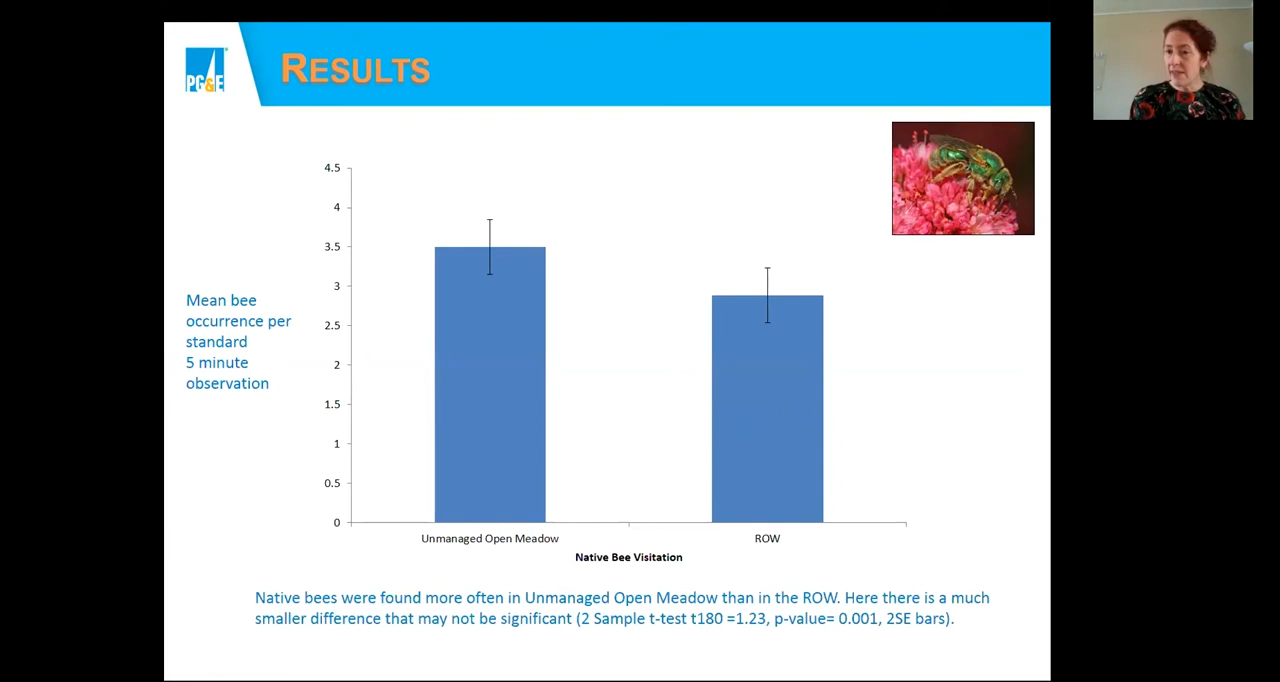 PG&E
RESULTS
4.5
4
3.5
3
2.5
2
1.5
1
0.5
0
Mean bee
occurrence per
standard
5 minute
observation
Unmanaged Open Meadow
ROW
Native Bee Visitation
Native bees were found more often in Unmanaged Open Meadow than in the ROW. Here there is a much
smaller difference that may not be significant (2 Sample t-test t180 =1.23, p-value= 0.001, 2SE bars).